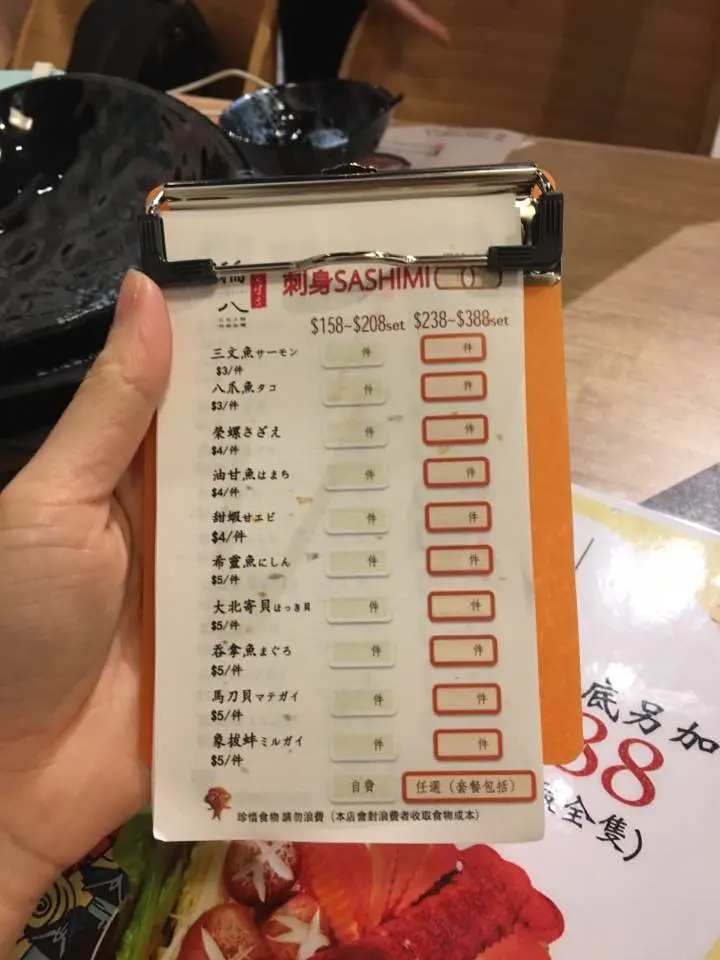 八
刺身SASHIMI
$158~$208set $238~$388set
三文魚サーモン 件 件
$3/件
八爪魚タコ 件 件
$3/件
榮螺さざえ 件 件
$4/件
油甘魚はまち 件 件
$4/件
甜蝦甘エビ 件 件
$4/件
希靈魚にしん 件 件
$5/件
大北寄貝ほっき貝 件 件
$5/件
吞拿魚まぐろ 件 件
$5/件
馬刀貝マテガイ 件 件
$5/件
象拔蚌ミルガイ 件 件
$5/件
自費 任選（套餐包括）
珍惜食物 請勿浪費（本店會對浪費者收取食物成本）
底另加
38
全隻)